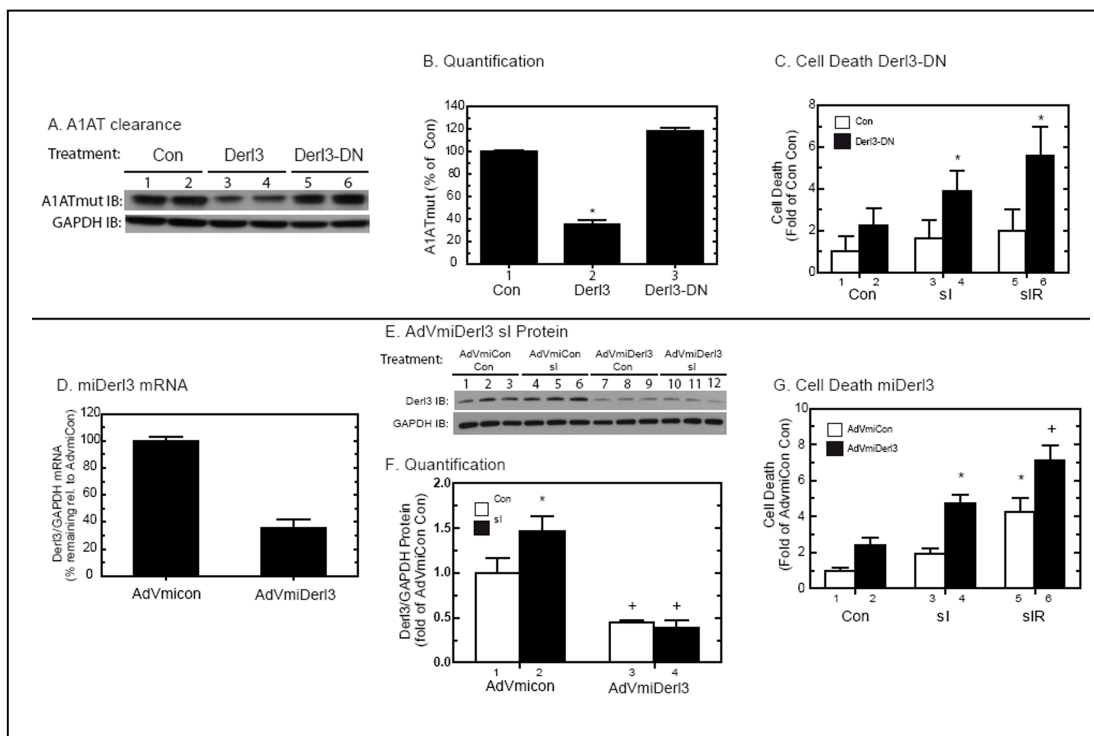 A. A1AT clearance
Treatment: Con Derl3 Derl3-DN
1 2 3 4 5 6
A1ATmut IB:
GAPDH IB:
B. Quantification
A1ATmut (% of Con)
140
120
100
80
60
40
20
0
*
1 2 3
Con Derl3 Derl3-DN
C. Cell Death Derl3-DN
Cell Death
(Fold of Con Con)
8
6
4
2
0
Con
Derl3-DN
* *
1 2 3 4 5 6
Con sI sIR
D. miDerl3 mRNA
Derl3/GAPDH mRNA
(% remaining rel. to AdvmiCon)
120
100
80
60
40
20
0
AdVmicon AdVmiDerl3
E. AdVmiDerl3 sI Protein
Treatment: AdVmiCon AdVmiCon AdVmiDerl3 AdVmiDerl3
Con sI Con sI
1 2 3 4 5 6 7 8 9 10 11 12
Derl3 IB:
GAPDH IB:
F. Quantification
Derl3/GAPDH Protein
(fold of AdVmiCon Con)
2.0
1.5
1.0
0.5
0.0
Con
sI
* + +
1 2 3 4
AdVmicon AdVmiDerl3
G. Cell Death miDerl3
Cell Death
(Fold of AdvmiCon Con)
10
8
6
4
2
0
AdVmiCon
AdVmiDerl3
* * +
1 2 3 4 5 6
Con sI sIR